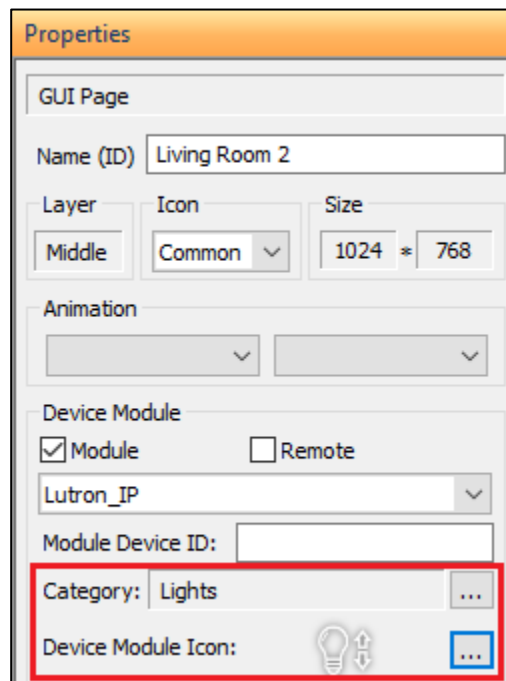 Properties
GUI Page
Name (ID) Living Room 2
Layer Icon Size
Middle Common 1024 * 768
Animation
Device Module
Module Remote
Lutron_IP
Module Device ID:
Category: Lights ...
Device Module Icon: ...